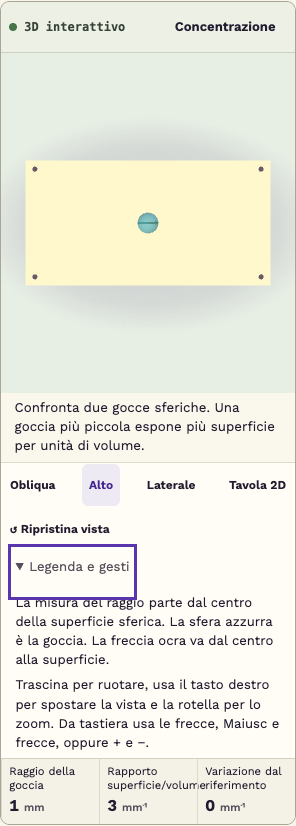 3D interattivo
Concentrazione
Confronta due gocce sferiche. Una
goccia più piccola espone più superficie
per unità di volume.
Obliqua
Alto
Laterale
Tavola 2D
↺ Ripristina vista
▼ Legenda e gesti
La misura del raggio parte dal centro
della superficie sferica. La sfera azzurra
è la goccia. La freccia ocra va dal centro
alla superficie.
Trascina per ruotare, usa il tasto destro
per spostare la vista e la rotella per lo
zoom. Da tastiera usa le frecce, Maiusc e
frecce, oppure + e −.
Raggio della
goccia
1 mm
Rapporto
superficie/volume
0 mm⁻¹
Variazione dal
riferimento
0 mm⁻¹